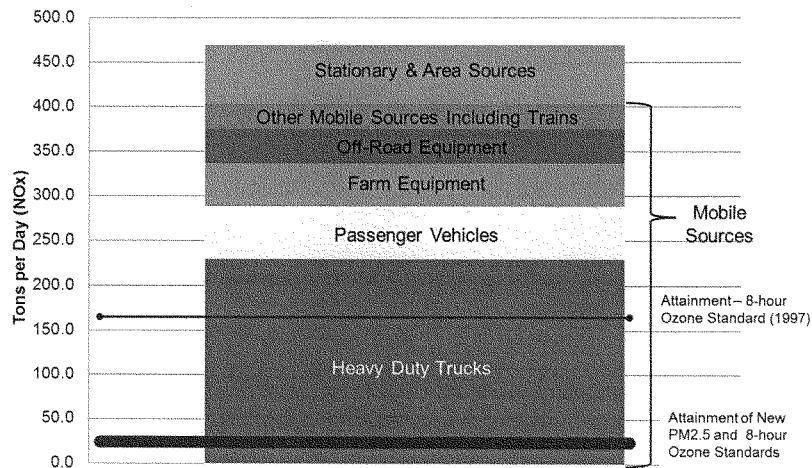 500.0
450.0
400.0
350.0
300.0
250.0
200.0
150.0
100.0
50.0
0.0
Tons per Day (NOx)
Stationary & Area Sources
Other Mobile Sources Including Trains
Off-Road Equipment
Farm Equipment
Passenger Vehicles
Heavy Duty Trucks
Mobile
Sources
Attainment – 8-hour
Ozone Standard (1997)
Attainment of New
PM2.5 and 8-hour
Ozone Standards